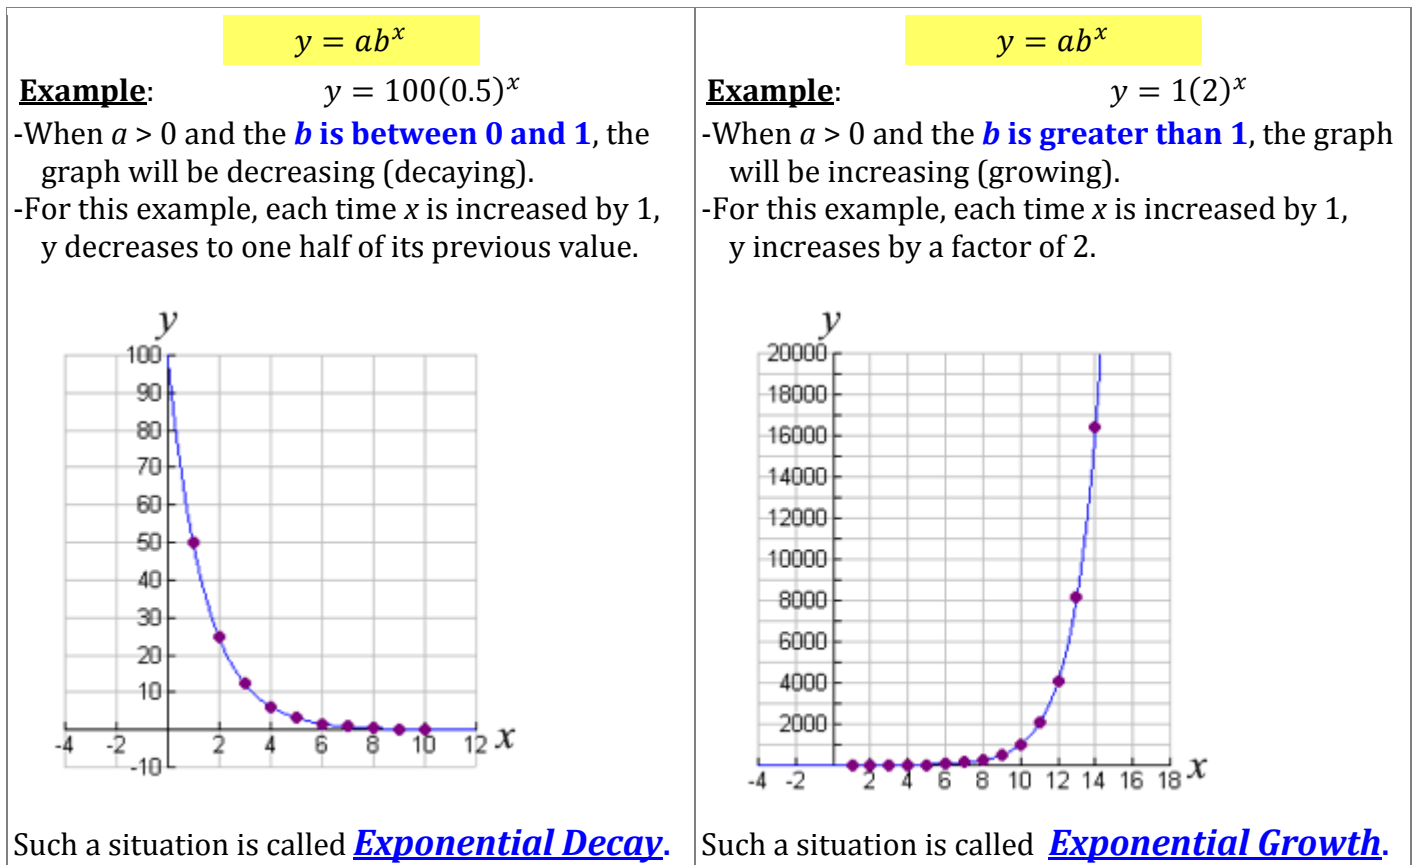 y = ab^x
Example: y = 100(0.5)^x
-When a > 0 and the b is between 0 and 1, the
graph will be decreasing (decaying).
-For this example, each time x is increased by 1,
y decreases to one half of its previous value.
y
100
90
80
70
60
50
40
30
20
10
-4 -2 2 4 6 8 10 12 x
-10
Such a situation is called Exponential Decay.
y = ab^x
Example: y = 1(2)^x
-When a > 0 and the b is greater than 1, the graph
will be increasing (growing).
-For this example, each time x is increased by 1,
y increases by a factor of 2.
y
20000
18000
16000
14000
12000
10000
8000
6000
4000
2000
-4 -2 2 4 6 8 10 12 14 16 18 x
Such a situation is called Exponential Growth.